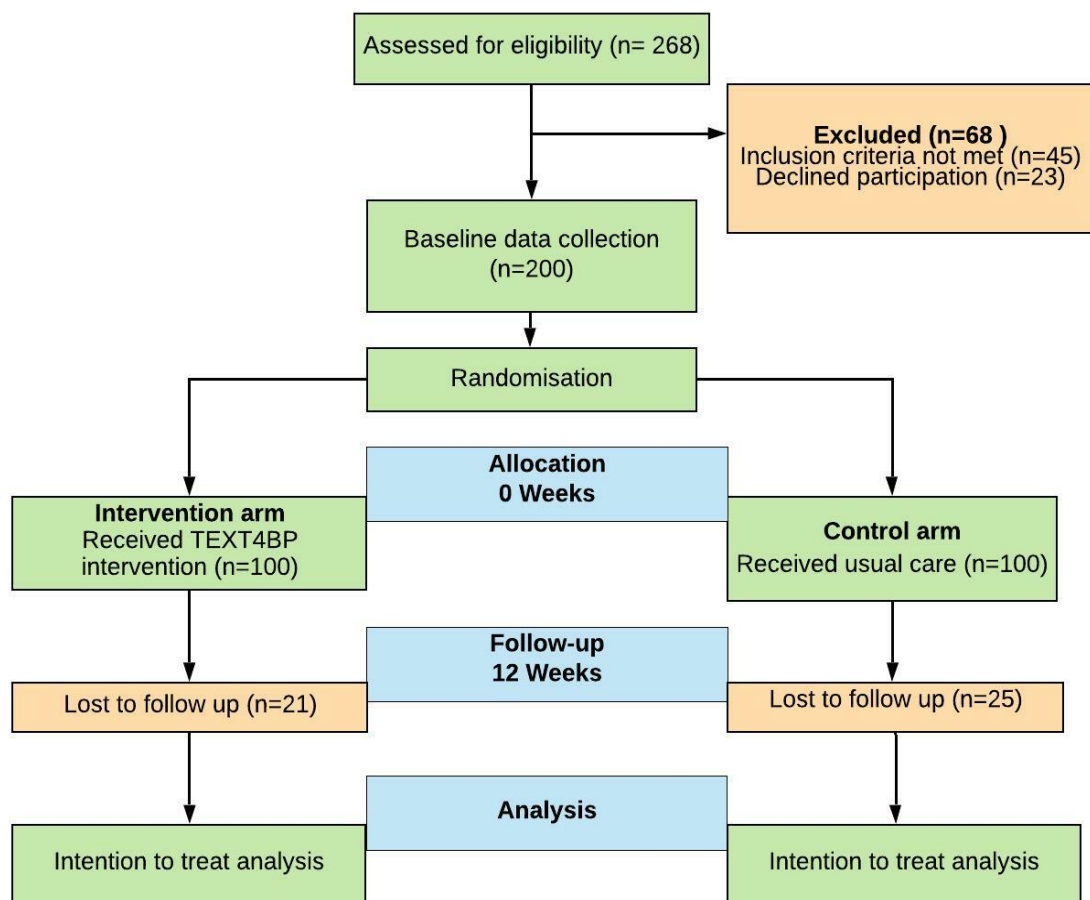 Assessed for eligibility (n= 268)
Excluded (n=68 )
Inclusion criteria not met (n=45)
Declined participation (n=23)
Baseline data collection
(n=200)
Randomisation
Allocation
0 Weeks
Intervention arm
Received TEXT4BP
intervention (n=100)
Control arm
Received usual care (n=100)
Follow-up
12 Weeks
Lost to follow up (n=21)
Lost to follow up (n=25)
Analysis
Intention to treat analysis
Intention to treat analysis